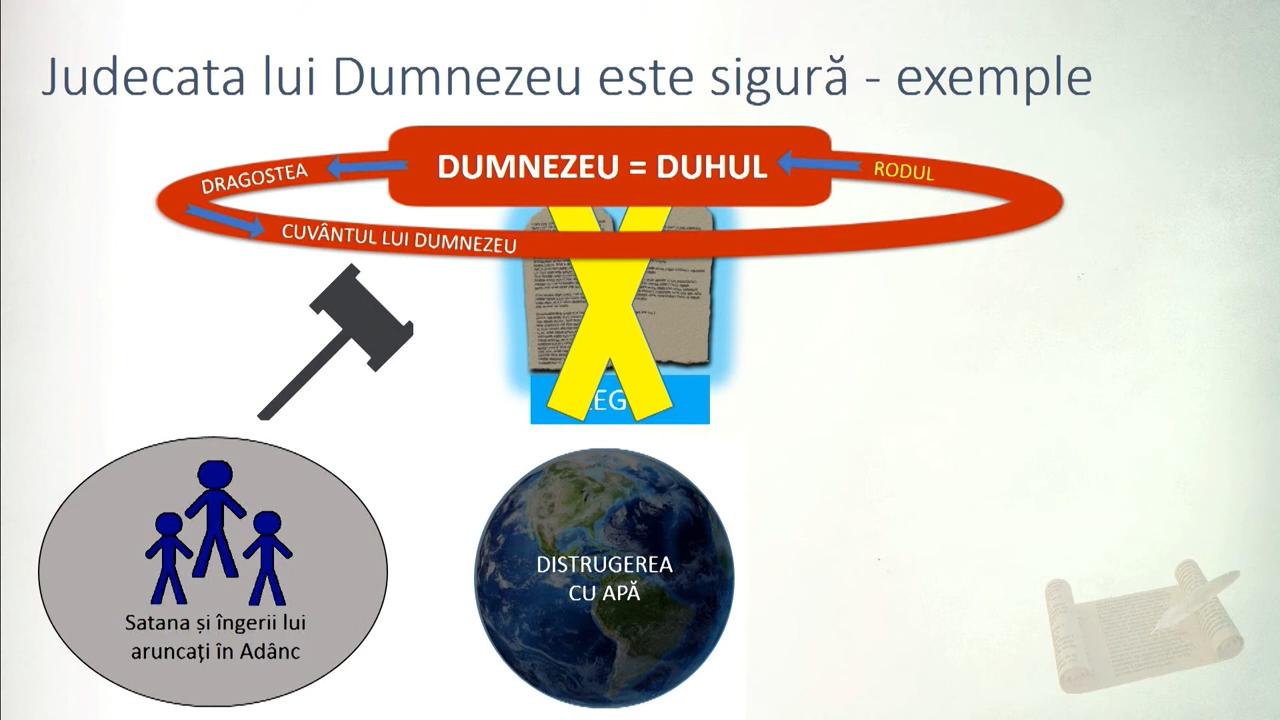 Judecata lui Dumnezeu este sigură - exemple
DUMNEZEU = DUHUL
DRAGOSTEA
RODUL
CUVÂNTUL LUI DUMNEZEU
DISTRUGEREA
CU APĂ
Satana și îngerii lui
aruncați în Adânc